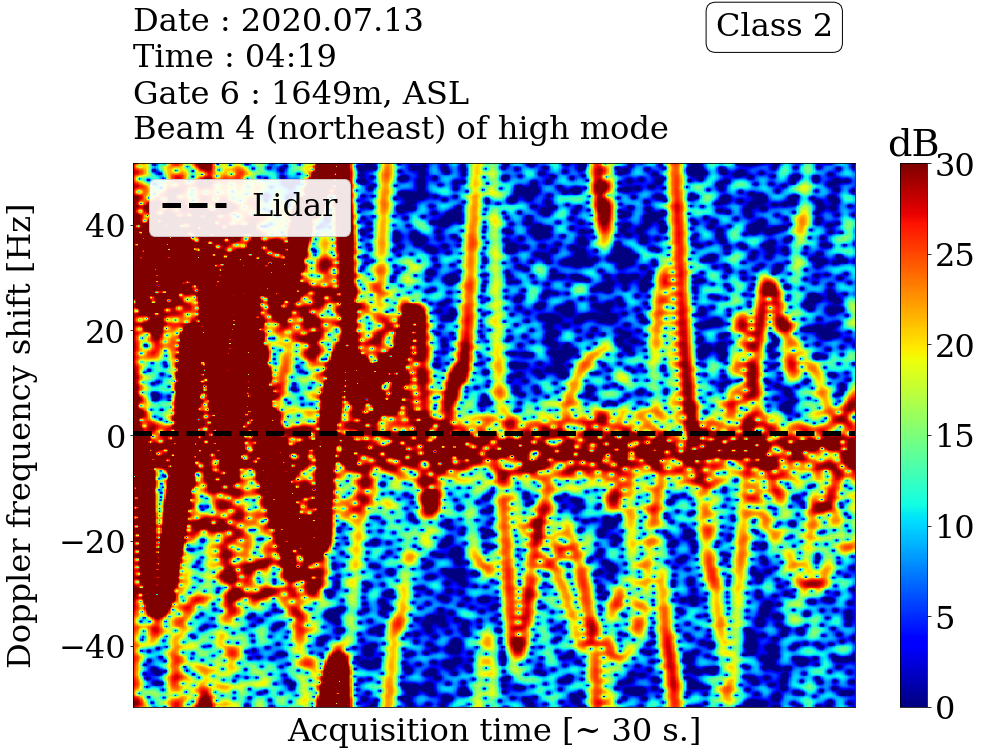 Date : 2020.07.13
Time : 04:19
Gate 6 : 1649m, ASL
Beam 4 (northeast) of high mode
Class 2
dB
Lidar
Doppler frequency shift [Hz]
40
20
0
−20
−40
30
25
20
15
10
5
0
Acquisition time [~ 30 s.]